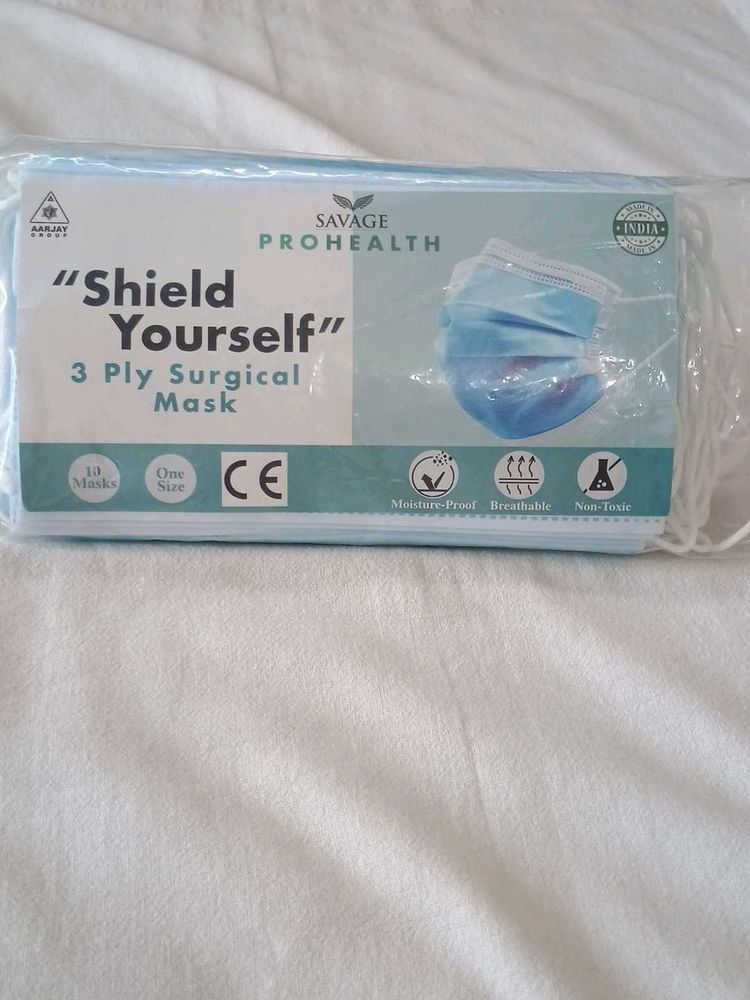 AARJAY
GROUP
SAVAGE
PROHEALTH
MADE IN
INDIA
MADE IN
"Shield
Yourself"
3 Ply Surgical
Mask
10
Masks
One
Size
CE
Moisture-Proof
Breathable
Non-Toxic